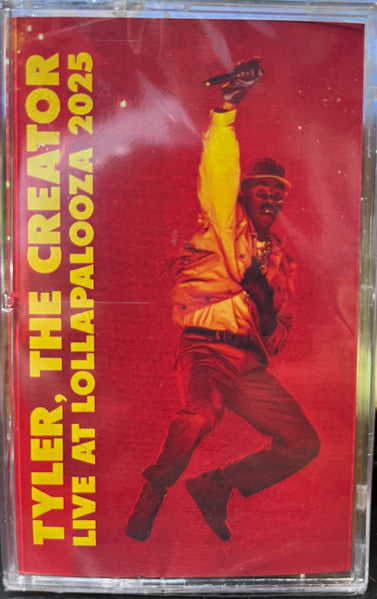 TYLER, THE CREATOR
LIVE AT LOLLAPALOOZA 2025